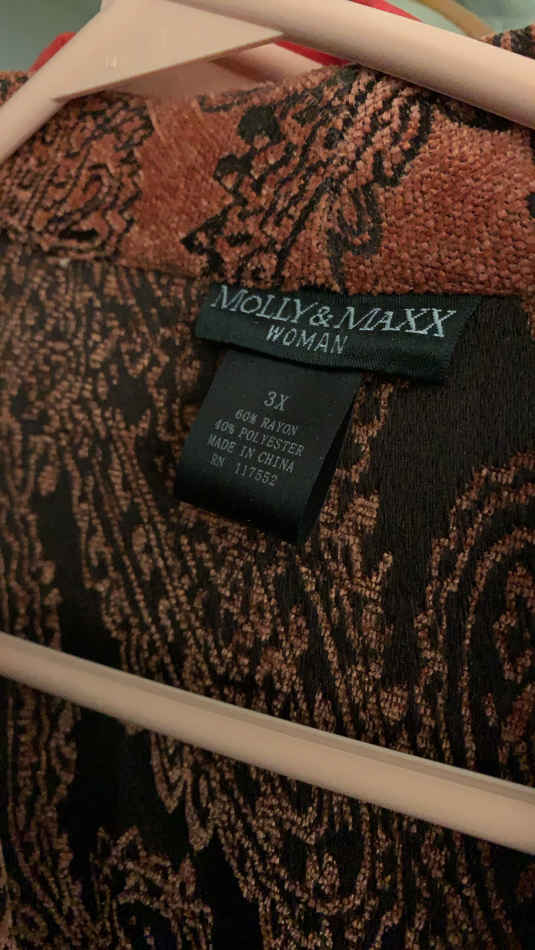 MOLLY & MAXX
WOMAN
3X
60% RAYON
40% POLYESTER
MADE IN CHINA
RN 117552